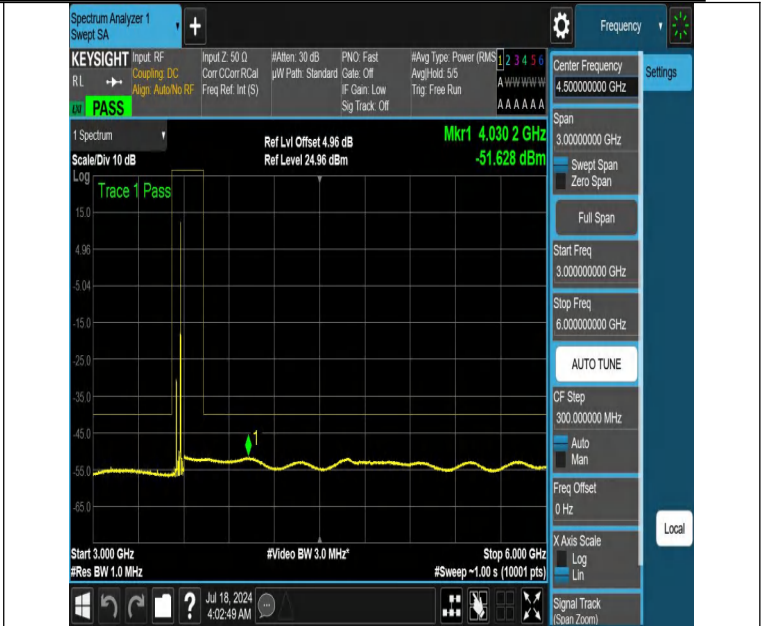 Spectrum Analyzer 1
Swept SA
+
Frequency
KEYSIGHT
RL
LXI
PASS
Input: RF
Coupling: DC
Align: Auto/No RF
Input Z: 50 Ω
Corr CCorr RCal
Freq Ref: Int (S)
#Atten: 30 dB
µW Path: Standard
PNO: Fast
Gate: Off
IF Gain: Low
Sig Track: Off
#Avg Type: Power (RMS
Avg|Hold: 5/5
Trig: Free Run
1 2 3 4 5 6
A W W W W W
A A A A A A
1 Spectrum
Scale/Div 10 dB
Ref Lvl Offset 4.96 dB
Ref Level 24.96 dBm
Mkr1 4.030 2 GHz
-51.628 dBm
Log
Trace 1 Pass
15.0
4.96
-5.04
-15.0
-25.0
-35.0
-45.0
-55.0
-65.0
1
Start 3.000 GHz
#Res BW 1.0 MHz
#Video BW 3.0 MHz*
Stop 6.000 GHz
#Sweep ~1.00 s (10001 pts)
Center Frequency
4.500000000 GHz
Settings
Span
3.00000000 GHz
Swept Span
Zero Span
Full Span
Start Freq
3.000000000 GHz
Stop Freq
6.000000000 GHz
AUTO TUNE
CF Step
300.000000 MHz
Auto
Man
Freq Offset
0 Hz
X Axis Scale
Log
Lin
Local
Signal Track
(Span Zoom)
?
Jul 18, 2024
4:02:49 AM